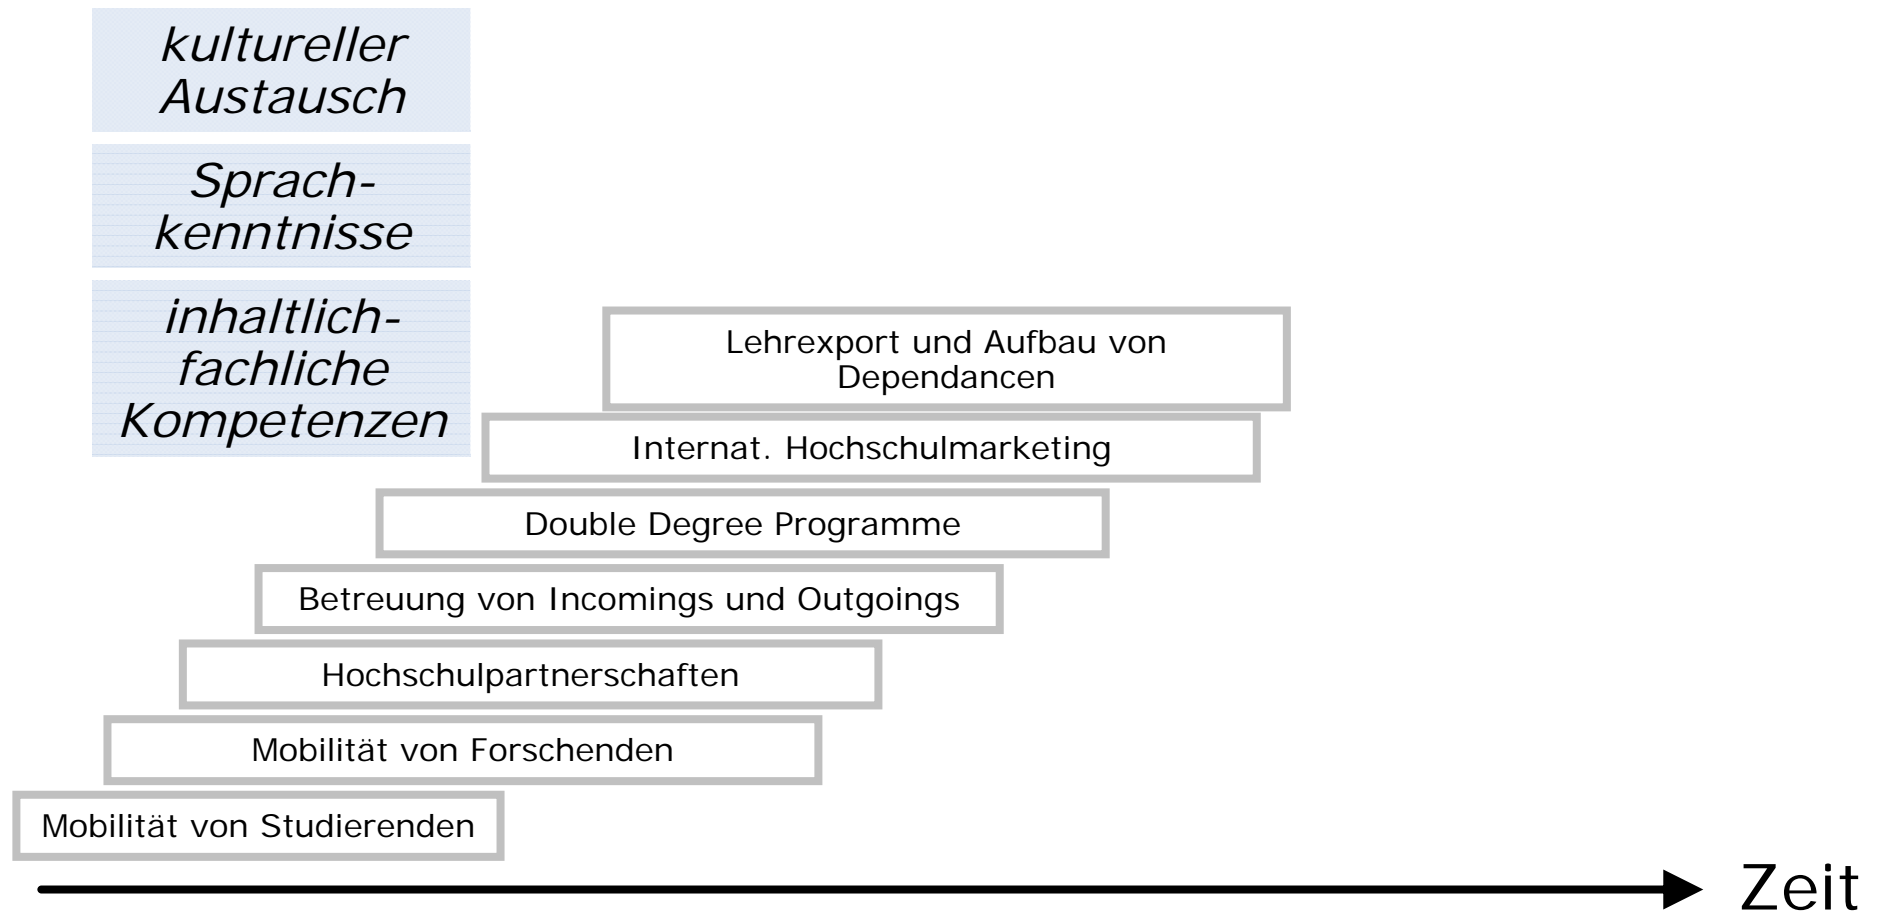 kultureller
Austausch
Sprach-
kenntnisse
inhaltlich-
fachliche
Kompetenzen
Lehrexport und Aufbau von
Dependancen
Internat. Hochschulmarketing
Double Degree Programme
Betreuung von Incomings und Outgoings
Hochschulpartnerschaften
Mobilität von Forschenden
Mobilität von Studierenden
Zeit